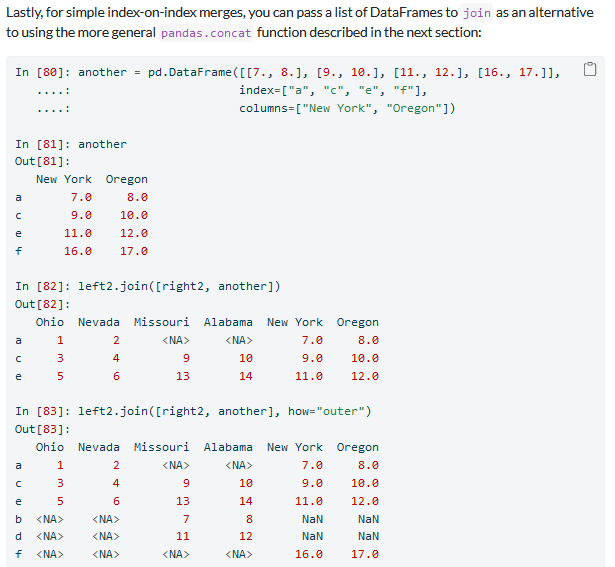 Lastly, for simple index-on-index merges, you can pass a list of DataFrames to join as an alternative
to using the more general pandas.concat function described in the next section:
In [80]: another = pd.DataFrame([[7., 8.], [9., 10.], [11., 12.], [16., 17.]],
....: index=["a", "c", "e", "f"],
....: columns=["New York", "Oregon"])
In [81]: another
Out[81]:
New York Oregon
a 7.0 8.0
c 9.0 10.0
e 11.0 12.0
f 16.0 17.0
In [82]: left2.join([right2, another])
Out[82]:
Ohio Nevada Missouri Alabama New York Oregon
a 1 2 <NA> <NA> 7.0 8.0
c 3 4 9 10 9.0 10.0
e 5 6 13 14 11.0 12.0
In [83]: left2.join([right2, another], how="outer")
Out[83]:
Ohio Nevada Missouri Alabama New York Oregon
a 1 2 <NA> <NA> 7.0 8.0
c 3 4 9 10 9.0 10.0
e 5 6 13 14 11.0 12.0
b <NA> <NA> 7 8 NaN NaN
d <NA> <NA> 11 12 NaN NaN
f <NA> <NA> <NA> <NA> 16.0 17.0